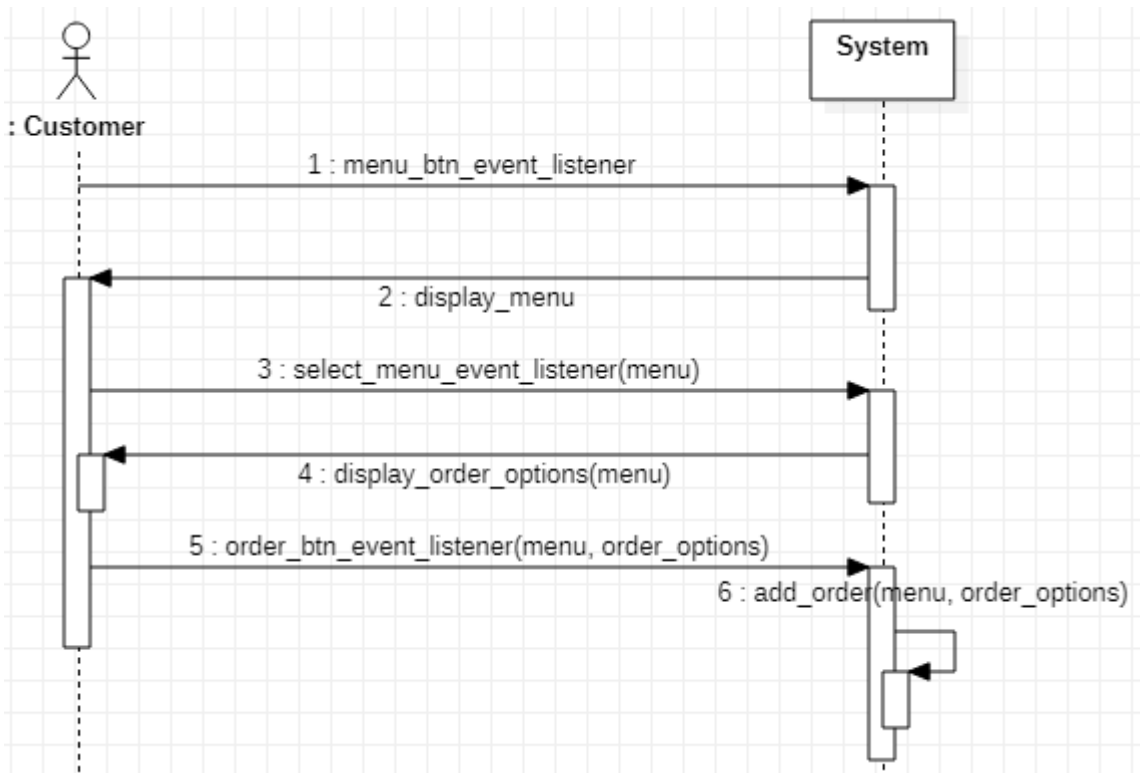 System
: Customer
1 : menu_btn_event_listener
2 : display_menu
3 : select_menu_event_listener(menu)
4 : display_order_options(menu)
5 : order_btn_event_listener(menu, order_options)
6 : add_order(menu, order_options)